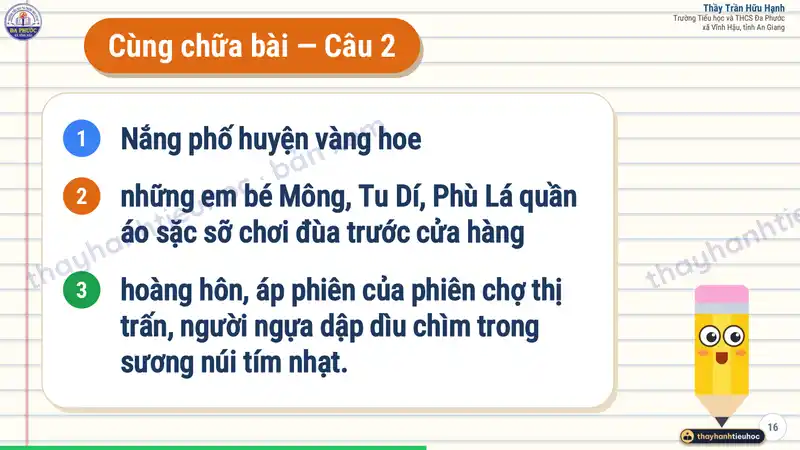 Thầy Trần Hữu Hạnh
Trường Tiểu học và THCS Đa Phước
xã Vĩnh Hậu, tỉnh An Giang
ĐA PHƯỚC
Cùng chữa bài – Câu 2
1 Nắng phố huyện vàng hoe
2 những em bé Mông, Tu Dí, Phù Lá quần
áo sặc sỡ chơi đùa trước cửa hàng
3 hoàng hôn, áp phiên của phiên chợ thị
trấn, người ngựa dập dìu chìm trong
sương núi tím nhạt.
thayhanhtieuhoc
16